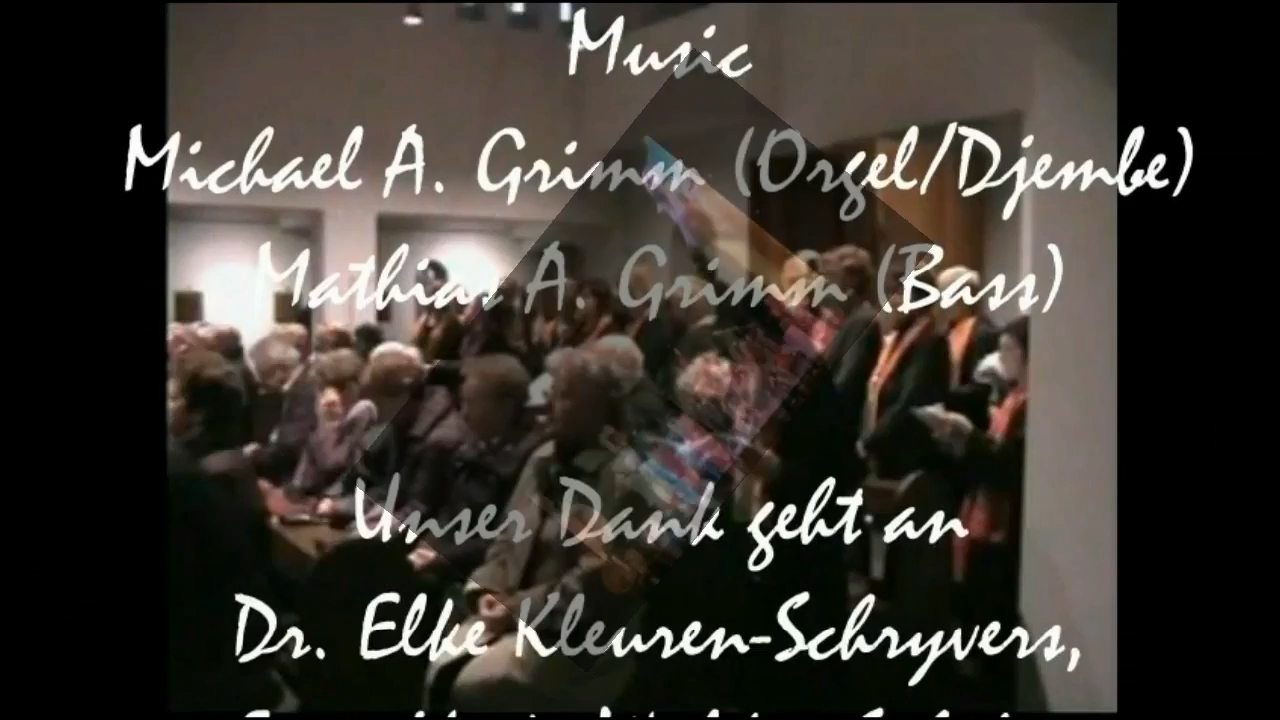 Music
Michael A. Grimm (Orgel/Djembe)
Mathias A. Grimm (Bass)
Unser Dank geht an
Dr. Elke Kleuren-Schryvers,